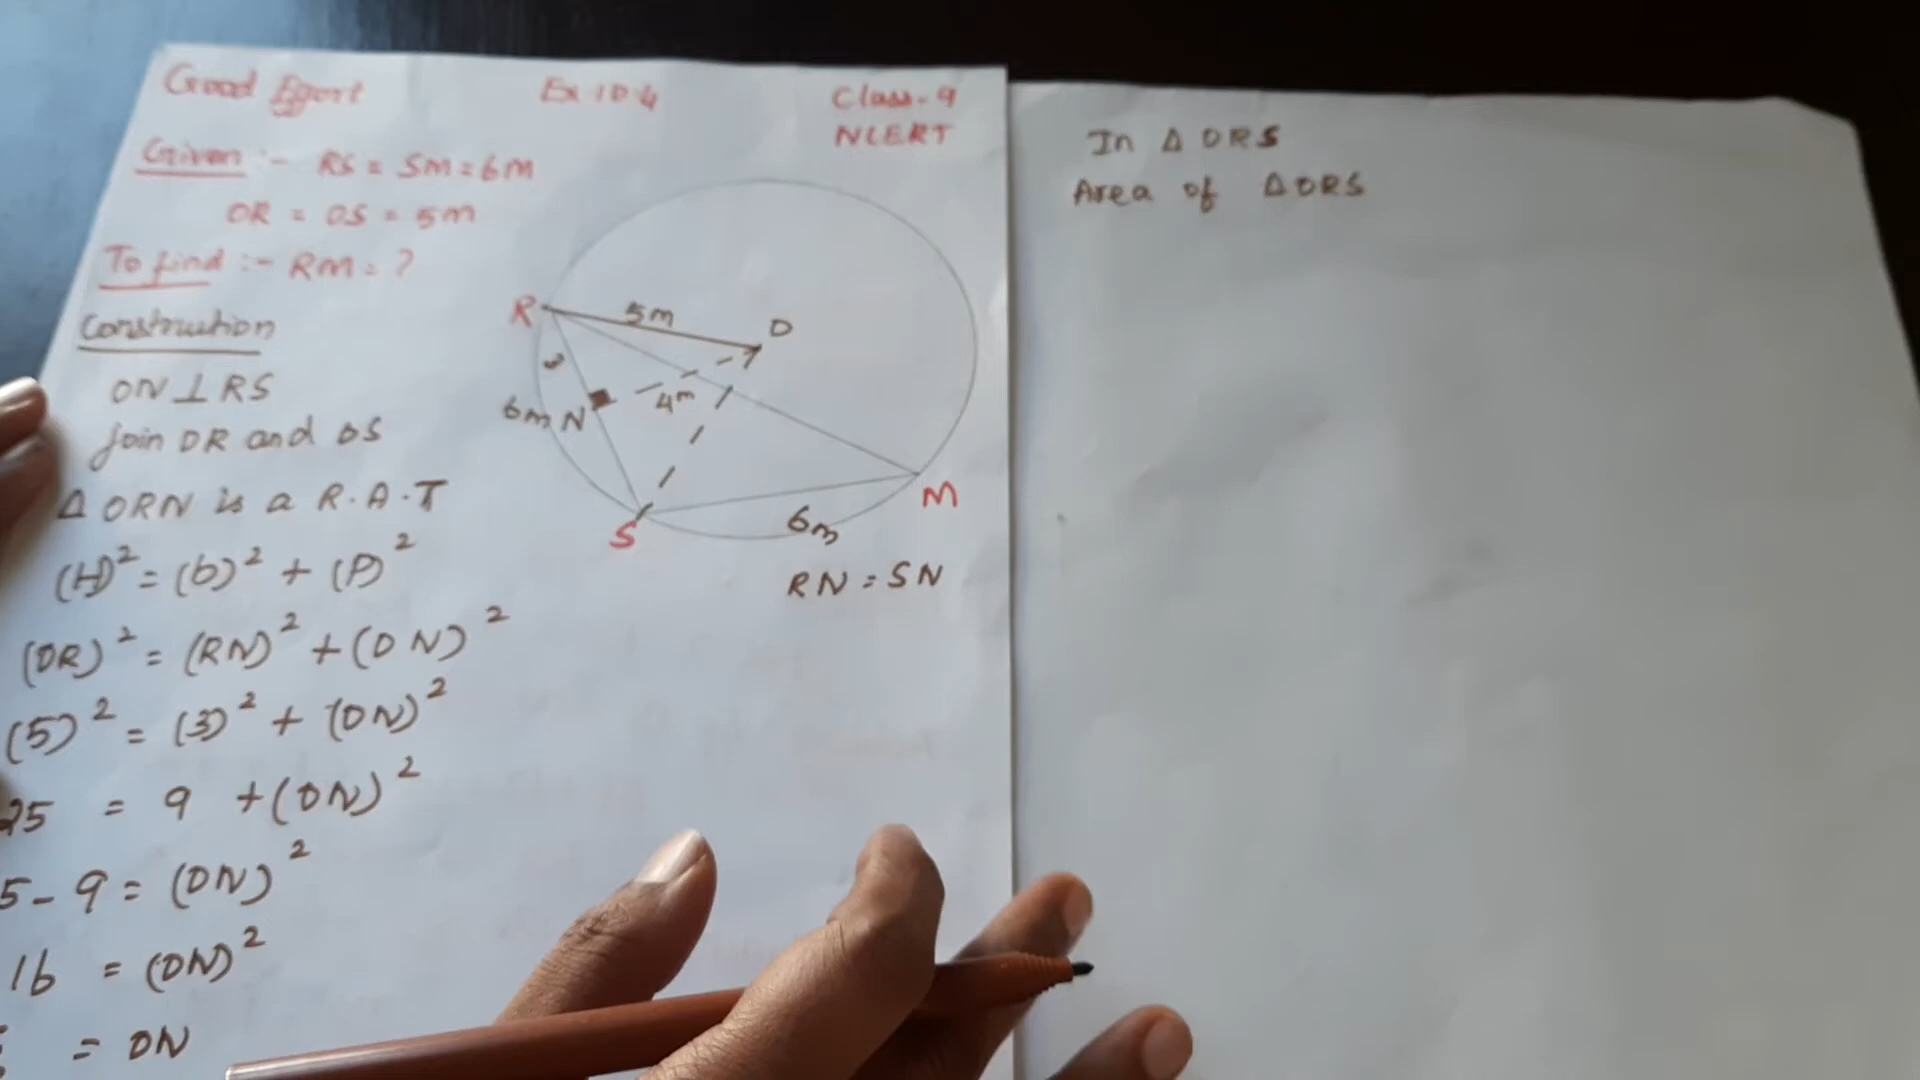 Good Egort Ex 10.4 Class-9
NCERT
Given :- RS = SM = 6M
OR = OS = 5M
To find :- RM = ?
Construction
ON ⊥ RS
Join OR and OS
Δ ORN is a R.A.T
(H)² = (b)² + (P)²
(OR)² = (RN)² + (ON)²
(5)² = (3)² + (ON)²
25 = 9 + (ON)²
5 - 9 = (ON)²
16 = (ON)²
= ON
R
5m
O
3
6m N
4m
S
6m
M
RN = SN
In Δ ORS
Area of Δ ORS